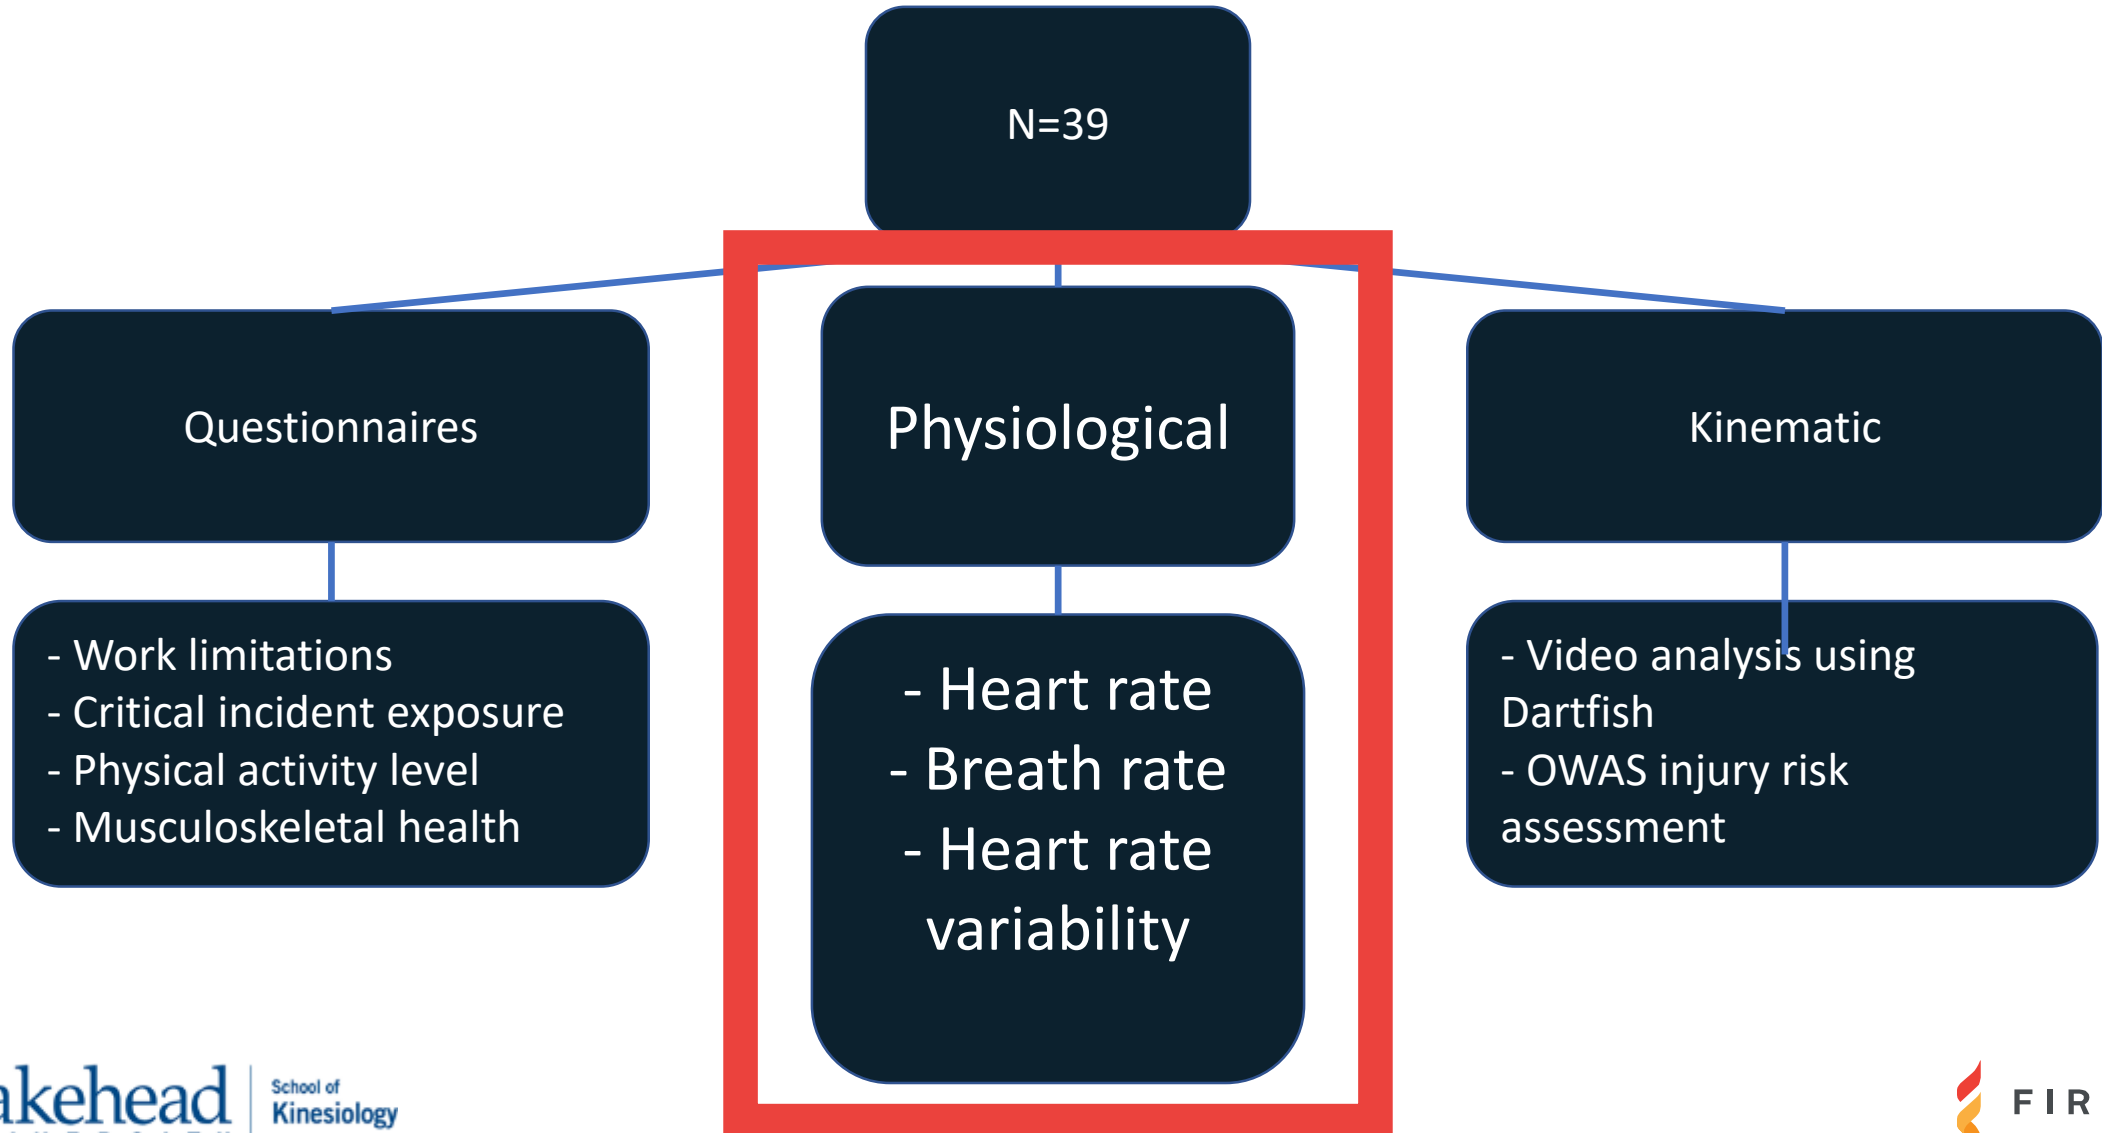 N=39
Questionnaires
Physiological
Kinematic
- Work limitations
- Critical incident exposure
- Physical activity level
- Musculoskeletal health
- Heart rate
- Breath rate
- Heart rate
variability
- Video analysis using
Dartfish
- OWAS injury risk
assessment
akehead
School of
Kinesiology
FIR